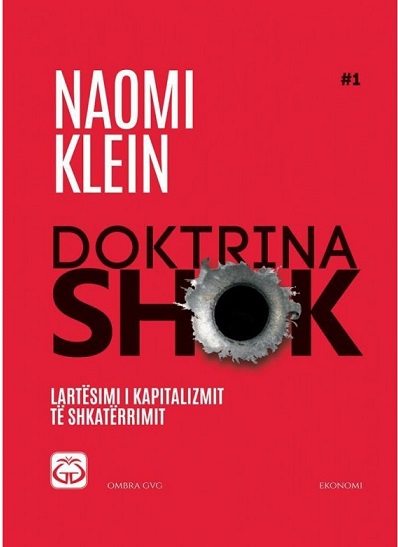 NAOMI
KLEIN
#1
DOKTRINA
SHOK
LARTËSIMI I KAPITALIZMIT
TË SHKATËRRIMIT
OMBRA GVG
EKONOMI